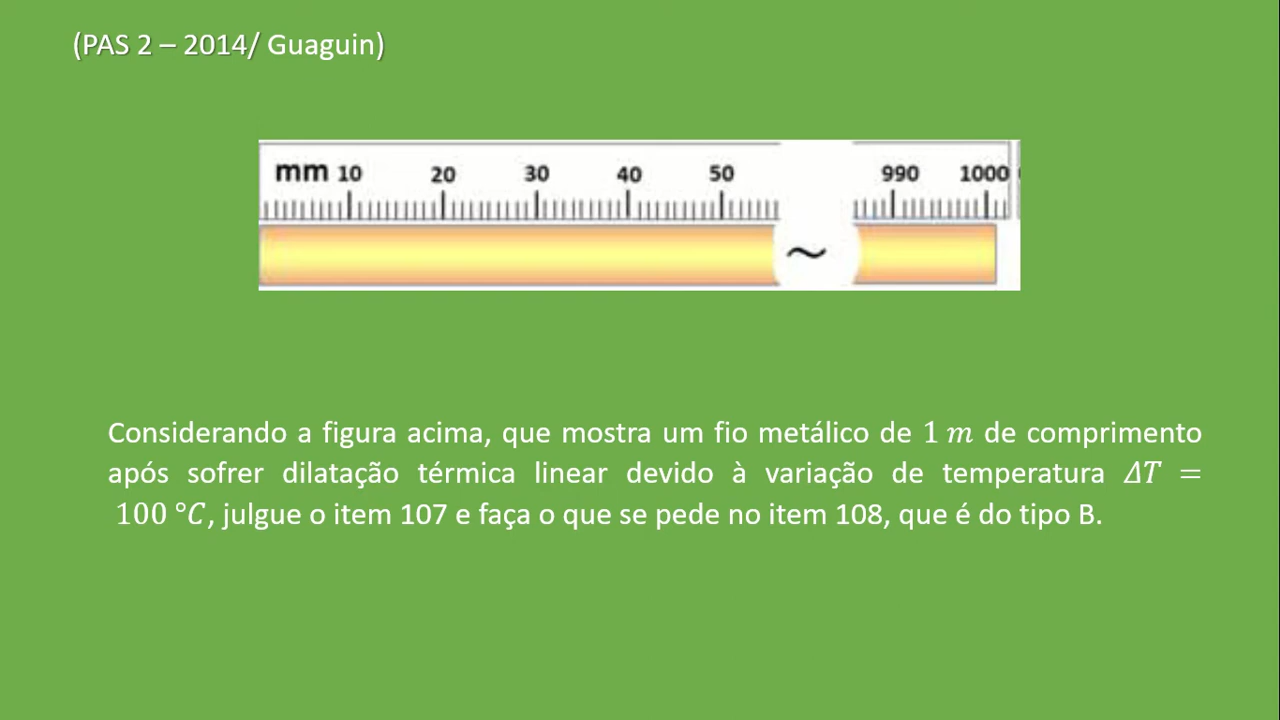 (PAS 2 – 2014/ Guaguin)
mm 10 20 30 40 50 990 1000
~
Considerando a figura acima, que mostra um fio metálico de 1 m de comprimento
após sofrer dilatação térmica linear devido à variação de temperatura ΔT =
100 °C, julgue o item 107 e faça o que se pede no item 108, que é do tipo B.